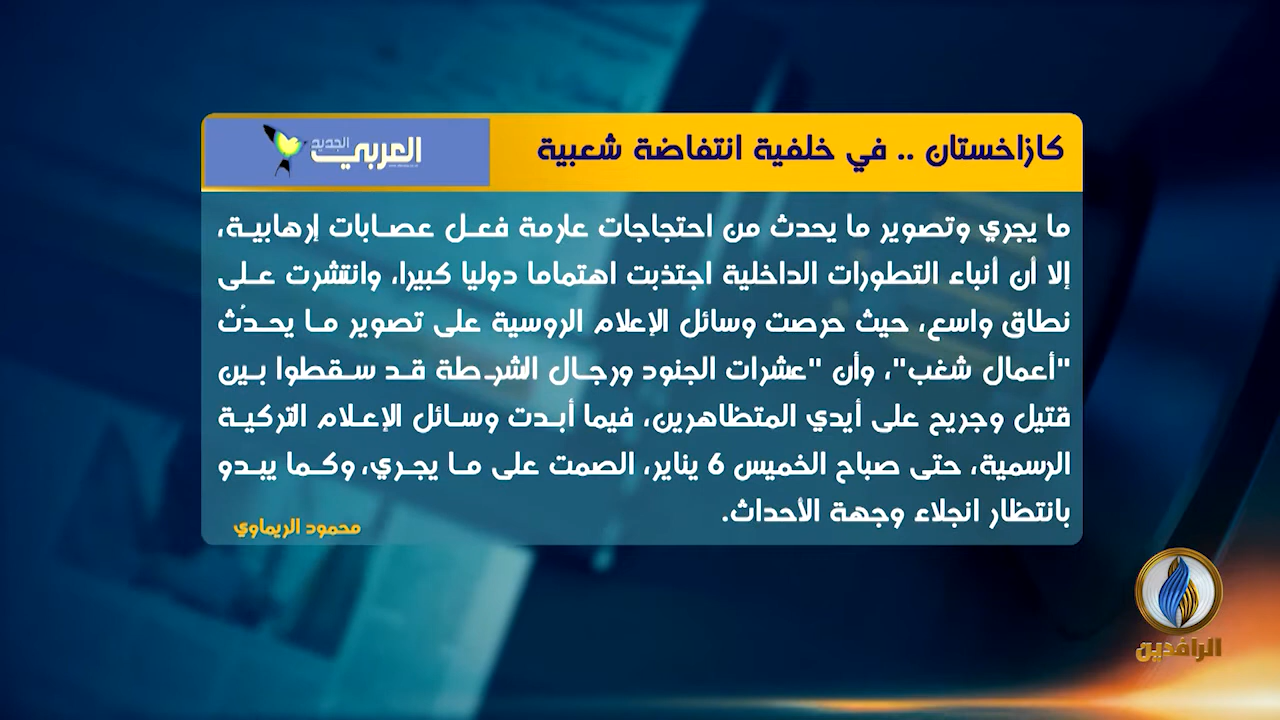 كازاخستان .. في خلفية انتفاضة شعبية
العربي الجديد
ما يجري وتصوير ما يحدث من احتجاجات عارمة فعل عصابات إرهابية،
إلا أن أنباء التطورات الداخلية اجتذبت اهتماما دوليا كبيرا، وانتشرت على
نطاق واسع، حيث حرصت وسائل الإعلام الروسية على تصوير ما يحدُث
"أعمال شغب"، وأن "عشرات الجنود ورجال الشرطة قد سقطوا بين
قتيل وجريح على أيدي المتظاهرين، فيما أبدت وسائل الإعلام التركية
الرسمية، حتى صباح الخميس 6 يناير، الصمت على ما يجري، وكما يبدو
بانتظار انجلاء وجهة الأحداث.
محمود الريماوي
الرافدين